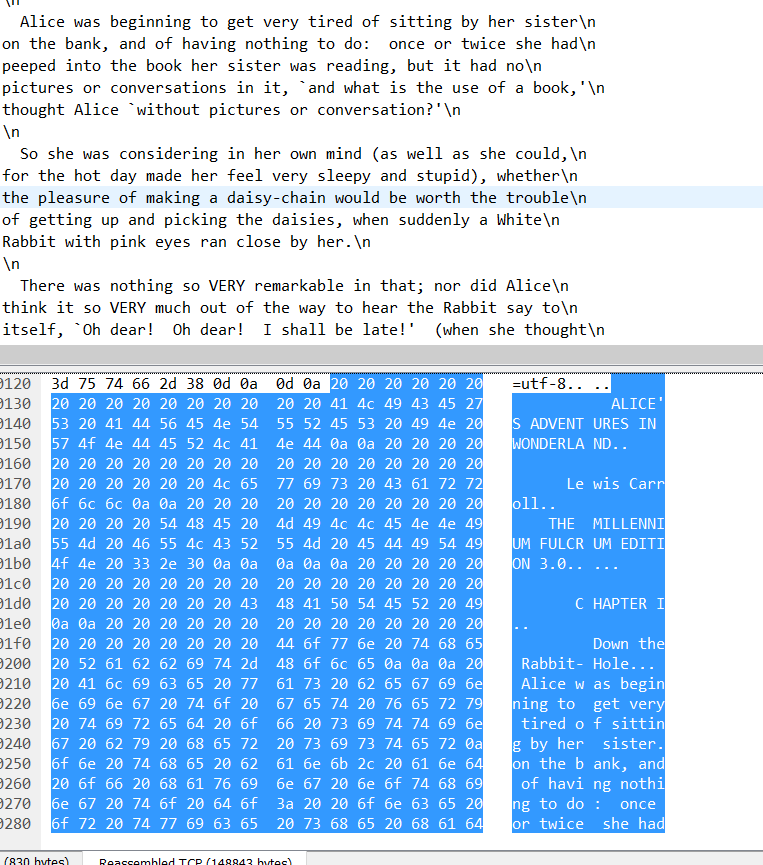 \n
Alice was beginning to get very tired of sitting by her sister\n
on the bank, and of having nothing to do:  once or twice she had\n
peeped into the book her sister was reading, but it had no\n
pictures or conversations in it, `and what is the use of a book,'\n
thought Alice `without pictures or conversation?'\n
\n
So she was considering in her own mind (as well as she could,\n
for the hot day made her feel very sleepy and stupid), whether\n
the pleasure of making a daisy-chain would be worth the trouble\n
of getting up and picking the daisies, when suddenly a White\n
Rabbit with pink eyes ran close by her.\n
\n
There was nothing so VERY remarkable in that; nor did Alice\n
think it so VERY much out of the way to hear the Rabbit say to\n
itself, `Oh dear!  Oh dear!  I shall be late!'  (when she thought\n
0120 3d 75 74 66 2d 38 0d 0a  0d 0a 20 20 20 20 20 20 =utf-8.. ..
0130 20 20 20 20 20 20 20 20  20 20 41 4c 49 43 45 27 ALICE'
0140 53 20 41 44 56 45 4e 54  55 52 45 53 20 49 4e 20 S ADVENT URES IN
0150 57 4f 4e 44 45 52 4c 41  4e 44 0a 0a 20 20 20 20 WONDERLA ND..
0160 20 20 20 20 20 20 20 20  20 20 20 20 20 20 20 20
0170 20 20 20 20 20 20 4c 65  77 69 73 20 43 61 72 72 Le wis Carr
0180 6f 6c 6c 0a 0a 20 20 20  20 20 20 20 20 20 20 20 oll..
0190 20 20 20 20 54 48 45 20  4d 49 4c 4c 45 4e 4e 49 THE  MILLENNI
01a0 55 4d 20 46 55 4c 43 52  55 4d 20 45 44 49 54 49 UM FULCR UM EDITI
01b0 4f 4e 20 33 2e 30 0a 0a  0a 0a 0a 20 20 20 20 20 ON 3.0.. ...
01c0 20 20 20 20 20 20 20 20  20 20 20 20 20 20 20 20
01d0 20 20 20 20 20 20 20 43  48 41 50 54 45 52 20 49 C HAPTER I
01e0 0a 0a 20 20 20 20 20 20  20 20 20 20 20 20 20 20 ..
01f0 20 20 20 20 20 20 20 20  44 6f 77 6e 20 74 68 65 Down the
0200 20 52 61 62 62 69 74 2d  48 6f 6c 65 0a 0a 0a 20 Rabbit- Hole...
0210 20 41 6c 69 63 65 20 77  61 73 20 62 65 67 69 6e Alice w as begin
0220 6e 69 6e 67 20 74 6f 20  67 65 74 20 76 65 72 79 ning to  get very
0230 20 74 69 72 65 64 20 6f  66 20 73 69 74 74 69 6e tired o f sittin
0240 67 20 62 79 20 68 65 72  20 73 69 73 74 65 72 0a g by her  sister.
0250 6f 6e 20 74 68 65 20 62  61 6e 6b 2c 20 61 6e 64 on the b ank, and
0260 20 6f 66 20 68 61 76 69  6e 67 20 6e 6f 74 68 69 of havi ng nothi
0270 6e 67 20 74 6f 20 64 6f  3a 20 20 6f 6e 63 65 20 ng to do :  once
0280 6f 72 20 74 77 69 63 65  20 73 68 65 20 68 61 64 or twice  she had
(830 bytes) Reassembled TCP (148843 bytes)